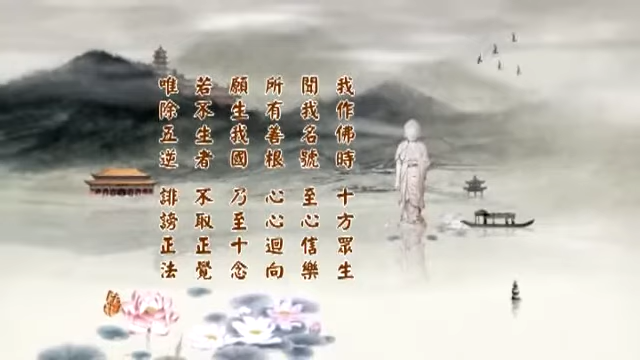 我作佛時 十方眾生
聞我名號 至心信樂
所有善根 心心迴向
願生我國 乃至十念
若不生者 不取正覺
唯除五逆 誹謗正法